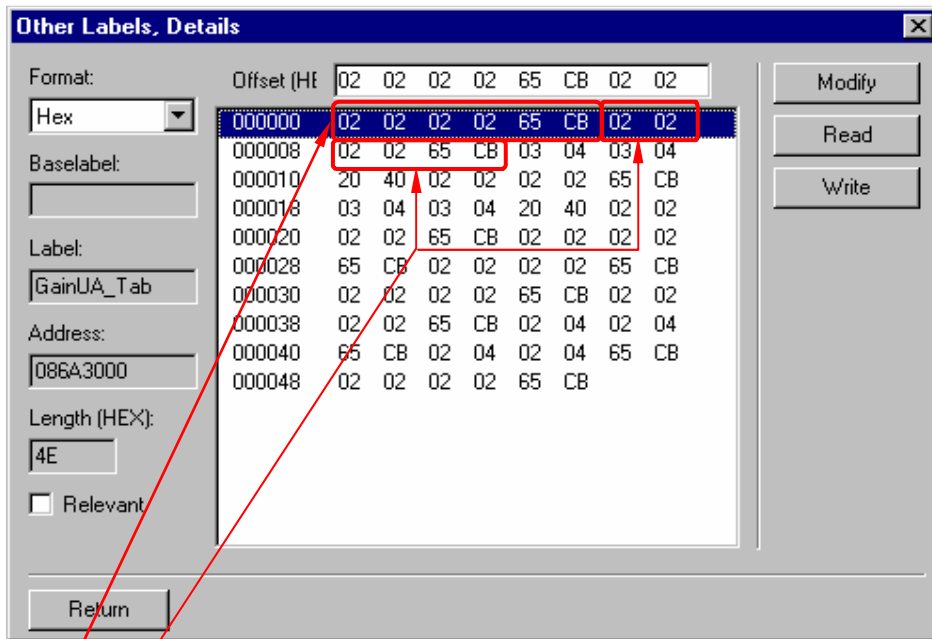 Other Labels, Details
Format:
Hex
Baselabel:
Label:
GainUA_Tab
Address:
086A3000
Length (HEX):
4E
Relevant
Return
Offset (HE 02 02 02 02 65 CB 02 02
000000 02 02 02 02 65 CB 02 02
000008 02 02 65 CB 03 04 03 04
000010 20 40 02 02 02 02 65 CB
000018 03 04 03 04 20 40 02 02
000020 02 02 65 CB 02 02 02 02
000028 65 CB 02 02 02 02 65 CB
000030 02 02 02 02 65 CB 02 02
000038 02 02 65 CB 02 04 02 04
000040 65 CB 02 04 02 04 65 CB
000048 02 02 02 02 65 CB
Modify
Read
Write